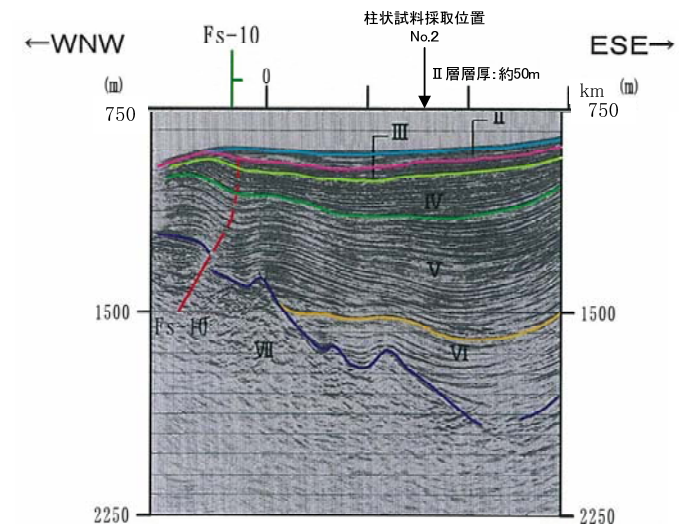 柱状試料採取位置
No.2
←WNW
Fs-10
ESE→
Ⅱ層層厚:約50m
(m)
0
km
(m)
750
750
Ⅱ
Ⅲ
Ⅳ
Ⅴ
1500
1500
Fs-10
Ⅶ
Ⅵ
2250
2250